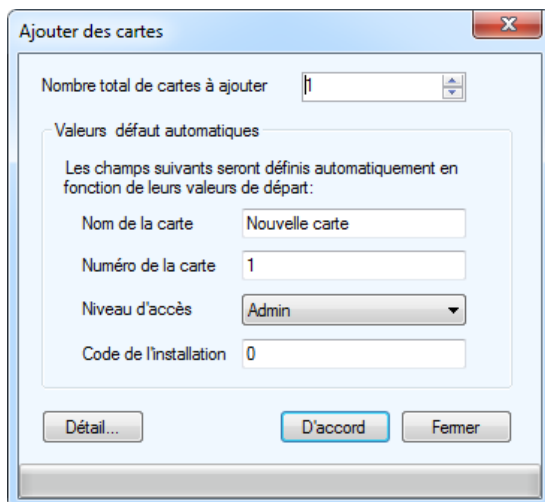 Ajouter des cartes
Nombre total de cartes à ajouter 1
Valeurs défaut automatiques
Les champs suivants seront définis automatiquement en
fonction de leurs valeurs de départ:
Nom de la carte Nouvelle carte
Numéro de la carte 1
Niveau d'accès Admin
Code de l'installation 0
Détail... D'accord Fermer